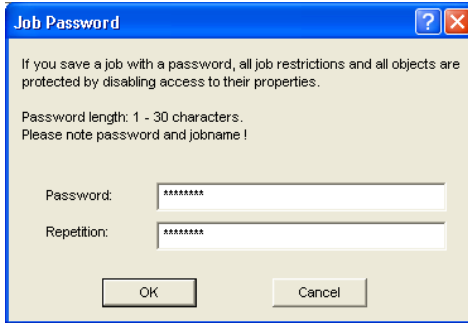 Job Password
If you save a job with a password, all job restrictions and all objects are
protected by disabling access to their properties.
Password length: 1 - 30 characters.
Please note password and jobname !
Password: ********
Repetition: ********
OK Cancel